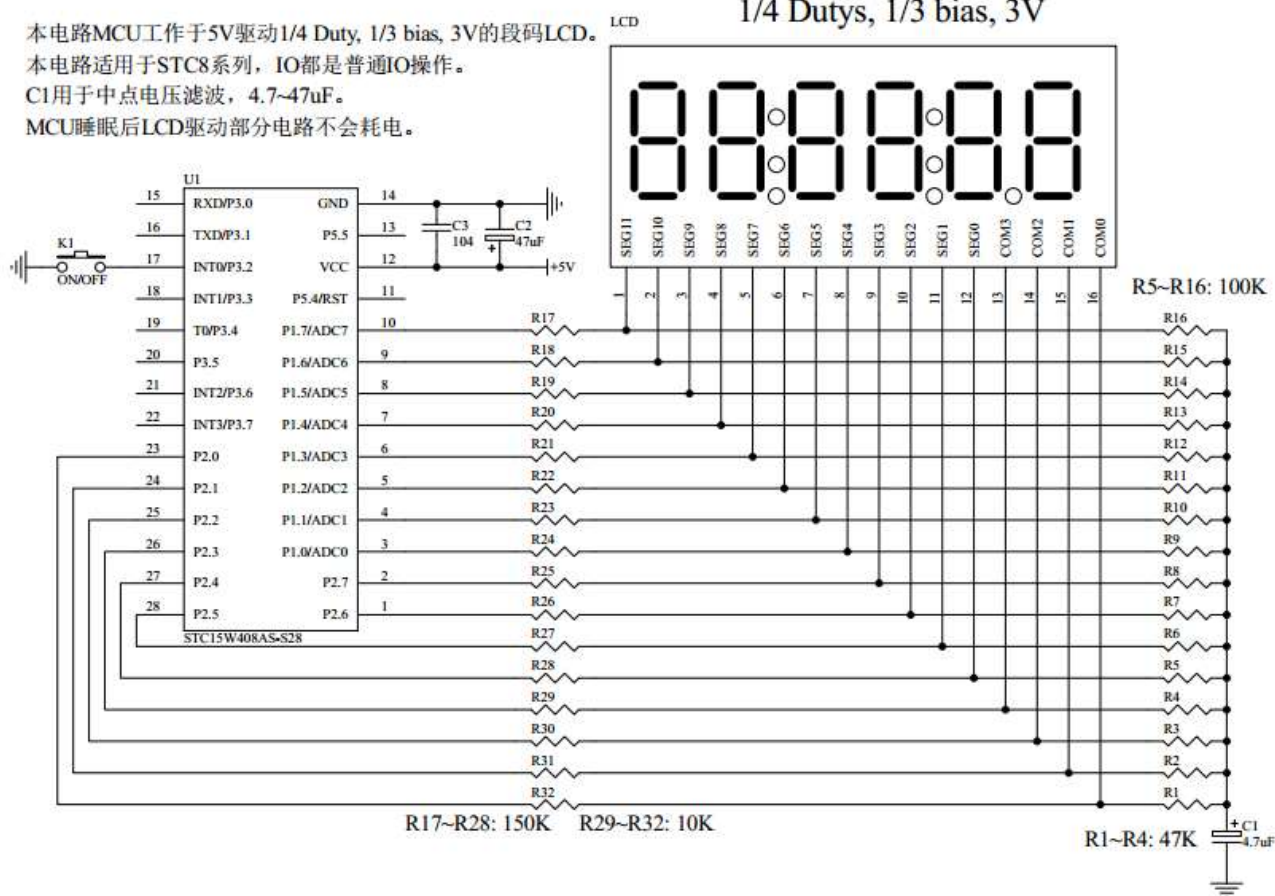 1/4 Dutys, 1/3 bias, 3V
本电路MCU工作于5V驱动1/4 Duty, 1/3 bias, 3V的段码LCD。
本电路适用于STC8系列，IO都是普通IO操作。
C1用于中点电压滤波，4.7~47uF。
MCU睡眠后LCD驱动部分电路不会耗电。
LCD
SEG11 SEG10 SEG9 SEG8 SEG7 SEG6 SEG5 SEG4 SEG3 SEG2 SEG1 SEG0 COM3 COM2 COM1 COM0
1 2 3 4 5 6 7 8 9 10 11 12 13 14 15 16
U1
15 RXD/P3.0 GND 14
16 TXD/P3.1 P5.5 13
17 INT0/P3.2 VCC 12
18 INT1/P3.3 P5.4/RST 11
19 T0/P3.4 P1.7/ADC7 10
20 P3.5 P1.6/ADC6 9
21 INT2/P3.6 P1.5/ADC5 8
22 INT3/P3.7 P1.4/ADC4 7
23 P2.0 P1.3/ADC3 6
24 P2.1 P1.2/ADC2 5
25 P2.2 P1.1/ADC1 4
26 P2.3 P1.0/ADC0 3
27 P2.4 P2.7 2
28 P2.5 P2.6 1
STC15W408AS-S28
K1
ON/OFF
C3
104
C2
+
47uF
+5V
R5~R16: 100K
R17 R16
R18 R15
R19 R14
R20 R13
R21 R12
R22 R11
R23 R10
R24 R9
R25 R8
R26 R7
R27 R6
R28 R5
R29 R4
R30 R3
R31 R2
R32 R1
R17~R28: 150K R29~R32: 10K
R1~R4: 47K
+ C1
4.7uF